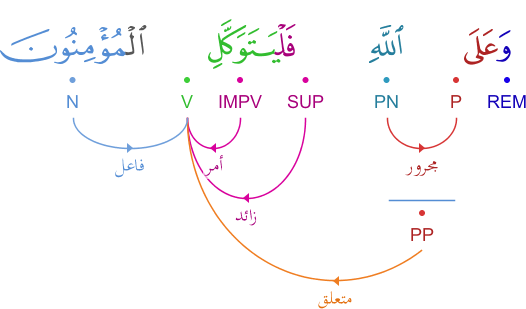 وَعَلَى ٱللَّهِ فَلْيَتَوَكَّلِ ٱلْمُؤْمِنُونَ
REM P PN SUP IMPV V N
مجرور أمر فاعل
زائد
PP
متعلق